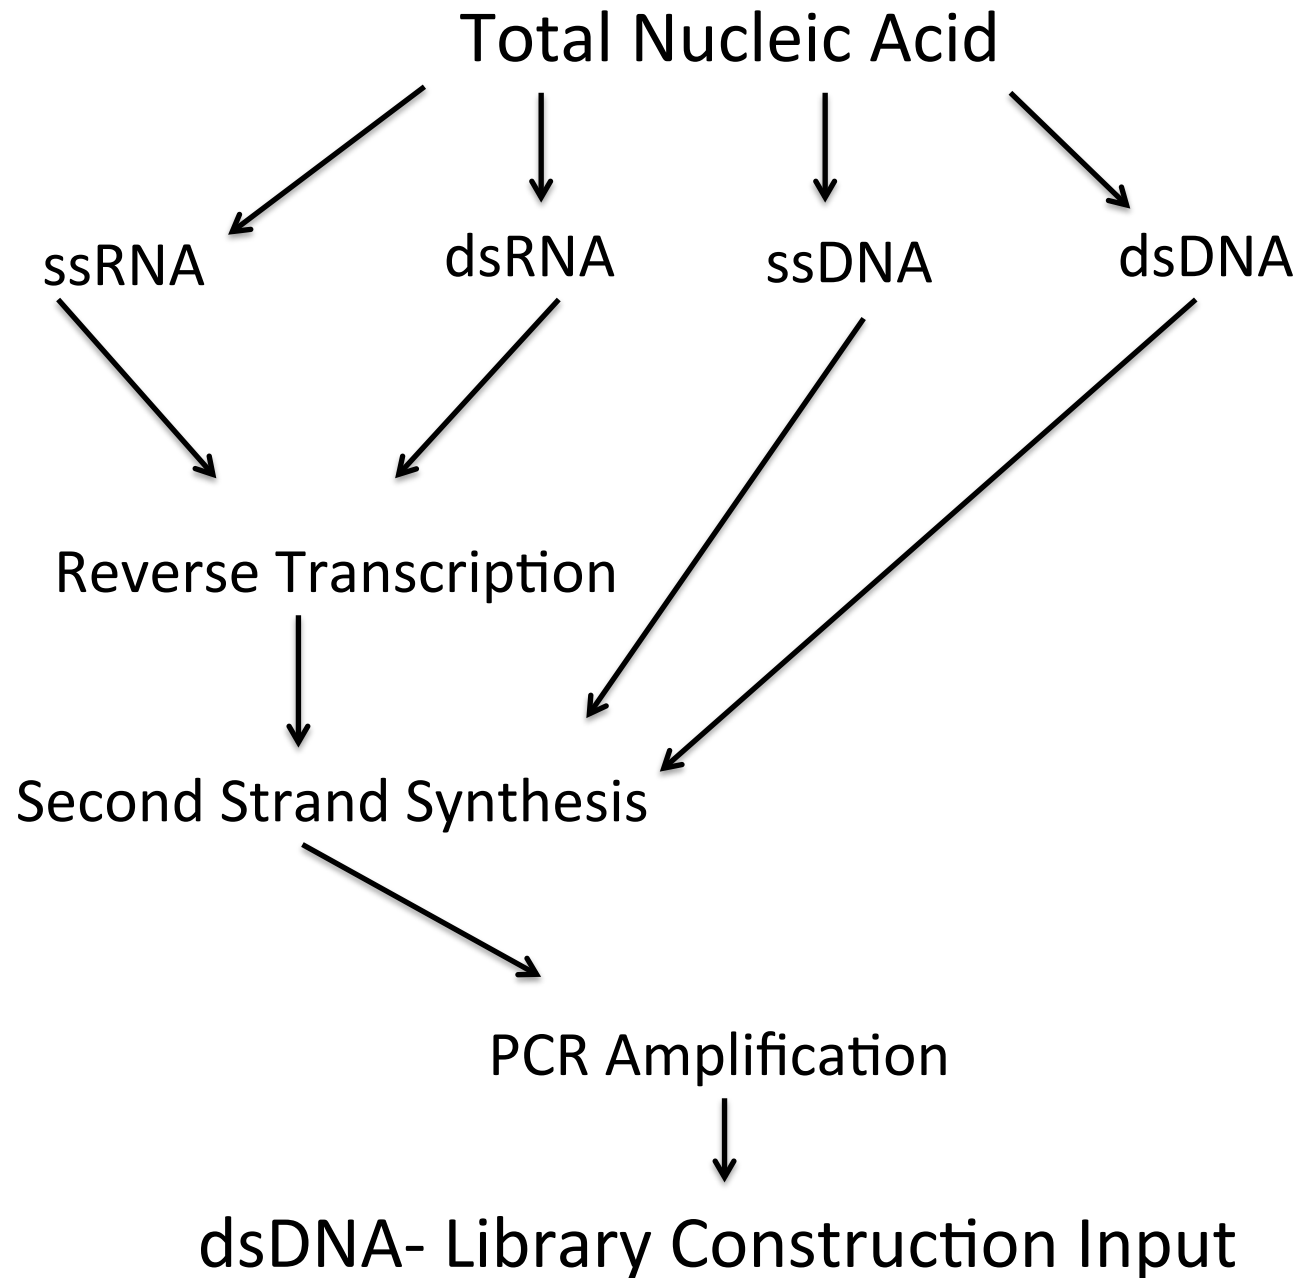 Total Nucleic Acid
ssRNA
dsRNA
ssDNA
dsDNA
Reverse Transcription
Second Strand Synthesis
PCR Amplification
dsDNA- Library Construction Input